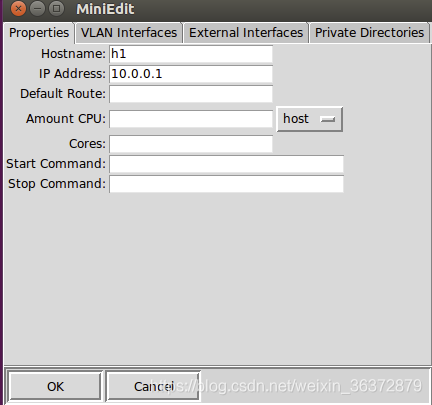 MiniEdit
Properties VLAN Interfaces External Interfaces Private Directories
Hostname: h1
IP Address: 10.0.0.1
Default Route:
Amount CPU: host
Cores:
Start Command:
Stop Command:
OK Cancel
https://blog.csdn.net/weixin_36372879